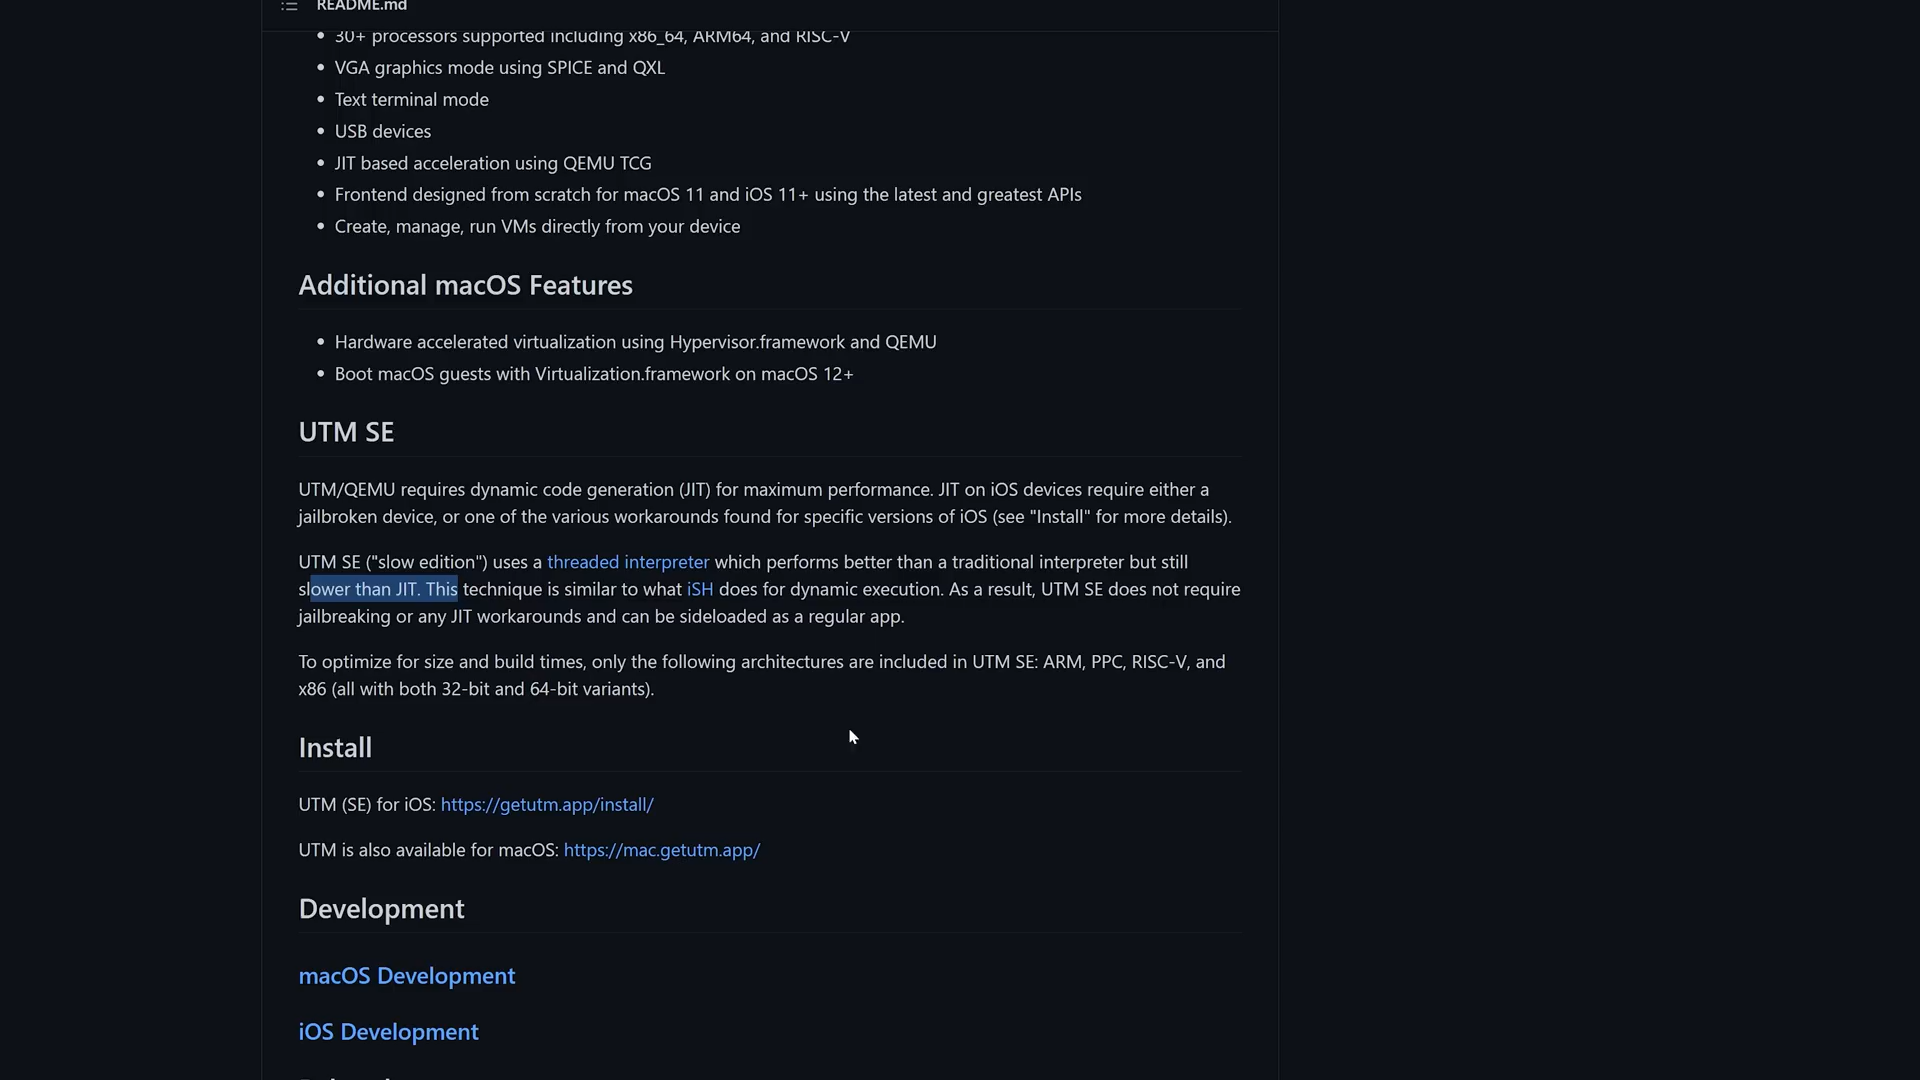 README.md
30+ processors supported including x86_64, ARM64, and RISC-V
VGA graphics mode using SPICE and QXL
Text terminal mode
USB devices
JIT based acceleration using QEMU TCG
Frontend designed from scratch for macOS 11 and iOS 11+ using the latest and greatest APIs
Create, manage, run VMs directly from your device
Additional macOS Features
Hardware accelerated virtualization using Hypervisor.framework and QEMU
Boot macOS guests with Virtualization.framework on macOS 12+
UTM SE
UTM/QEMU requires dynamic code generation (JIT) for maximum performance. JIT on iOS devices require either a
jailbroken device, or one of the various workarounds found for specific versions of iOS (see "Install" for more details).
UTM SE ("slow edition") uses a threaded interpreter which performs better than a traditional interpreter but still
slower than JIT. This technique is similar to what iSH does for dynamic execution. As a result, UTM SE does not require
jailbreaking or any JIT workarounds and can be sideloaded as a regular app.
To optimize for size and build times, only the following architectures are included in UTM SE: ARM, PPC, RISC-V, and
x86 (all with both 32-bit and 64-bit variants).
Install
UTM (SE) for iOS: https://getutm.app/install/
UTM is also available for macOS: https://mac.getutm.app/
Development
macOS Development
iOS Development